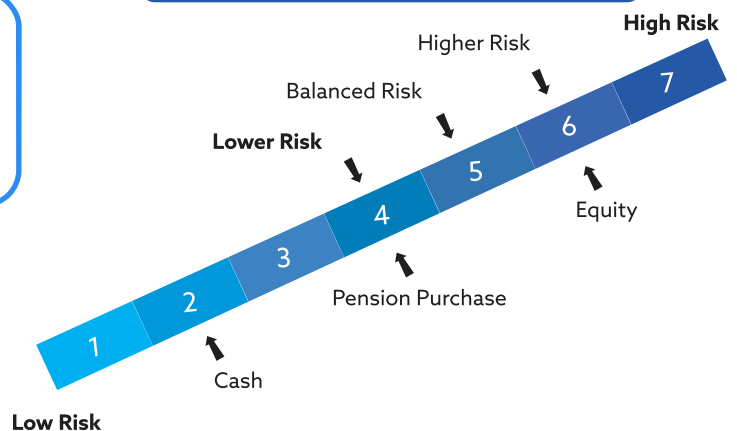 High Risk
Higher Risk
Balanced Risk
Lower Risk
7
6
5
4
3
2
1
Equity
Pension Purchase
Cash
Low Risk